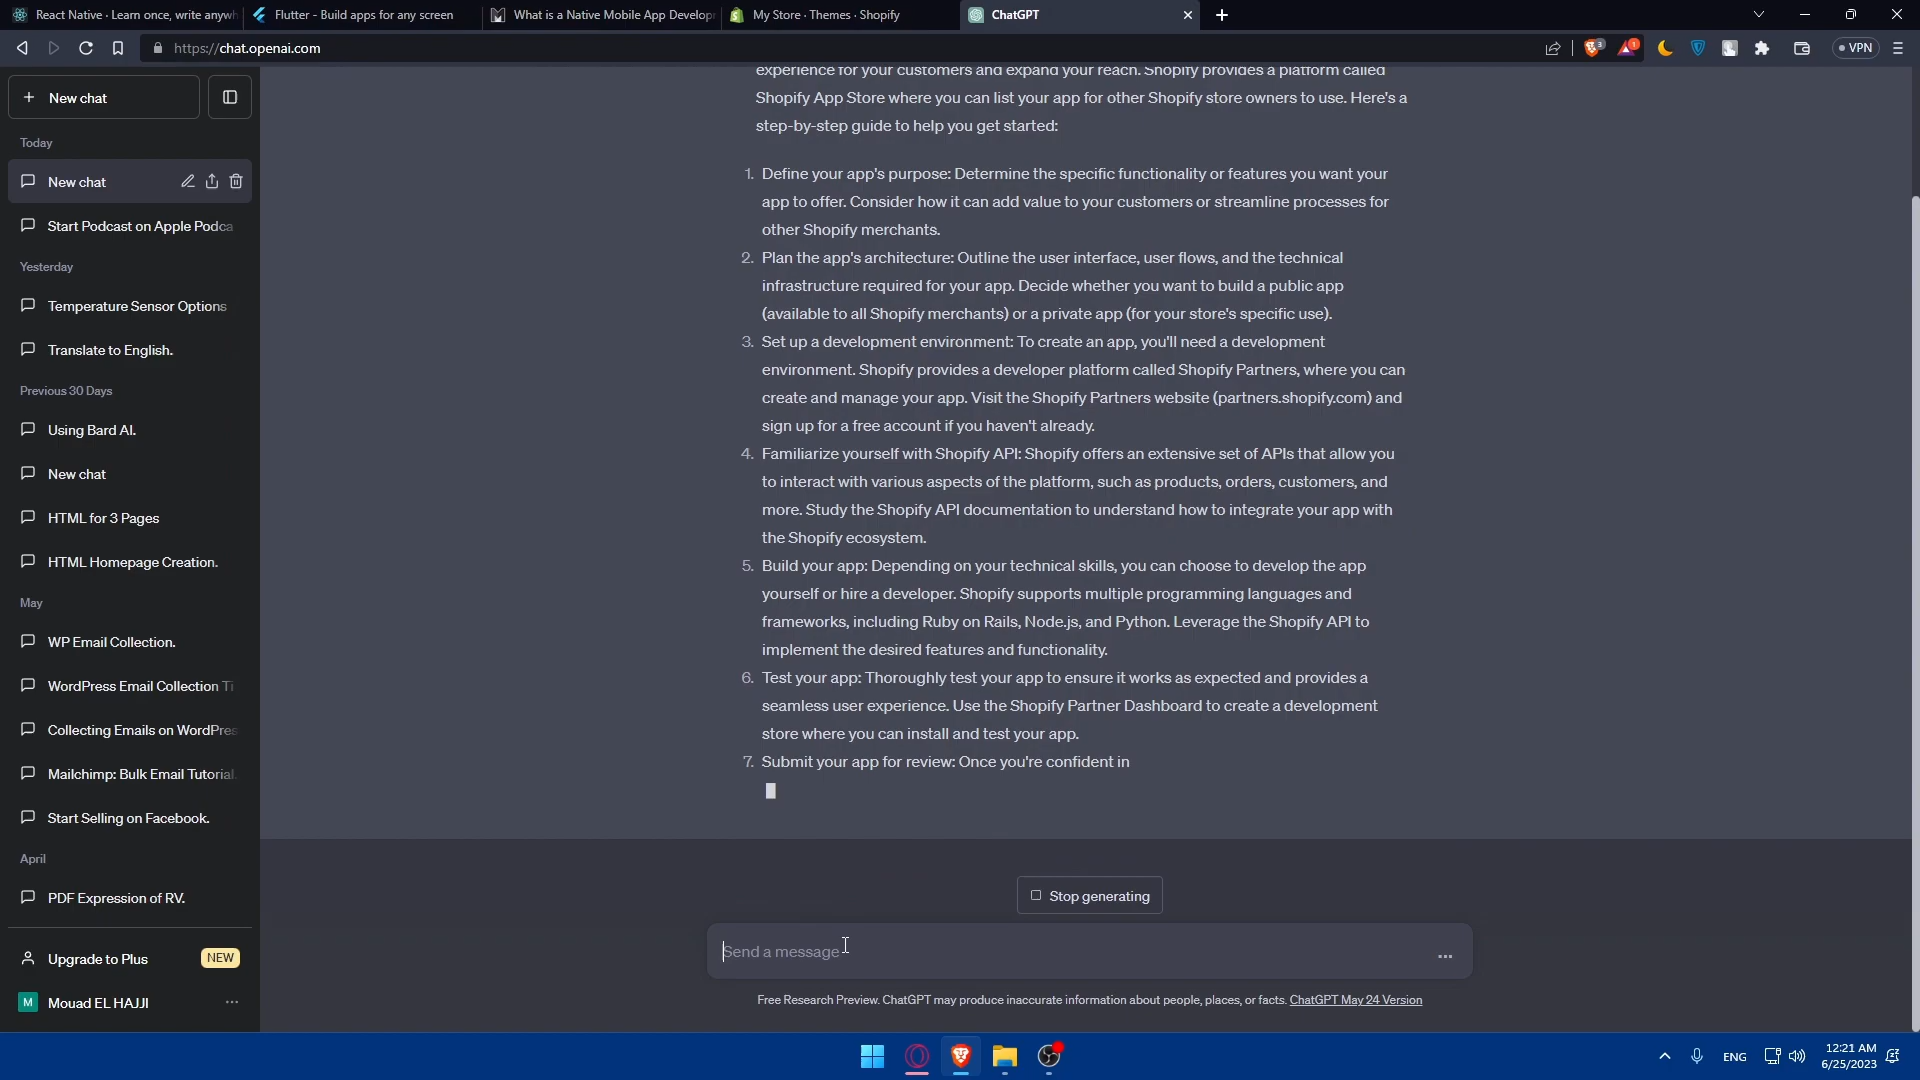 React Native · Learn once, write anywh
Flutter - Build apps for any screen
What is a Native Mobile App Develop
My Store · Themes · Shopify
ChatGPT
https://chat.openai.com
3
1
VPN
New chat
Today
New chat
Start Podcast on Apple Podca
Yesterday
Temperature Sensor Options
Translate to English.
Previous 30 Days
Using Bard AI.
New chat
HTML for 3 Pages
HTML Homepage Creation.
May
WP Email Collection.
WordPress Email Collection Ti
Collecting Emails on WordPres
Mailchimp: Bulk Email Tutorial.
Start Selling on Facebook.
April
PDF Expression of RV.
Upgrade to Plus
NEW
M
Mouad EL HAJJI
experience for your customers and expand your reach. Shopify provides a platform called
Shopify App Store where you can list your app for other Shopify store owners to use. Here's a
step-by-step guide to help you get started:
1. Define your app's purpose: Determine the specific functionality or features you want your
app to offer. Consider how it can add value to your customers or streamline processes for
other Shopify merchants.
2. Plan the app's architecture: Outline the user interface, user flows, and the technical
infrastructure required for your app. Decide whether you want to build a public app
(available to all Shopify merchants) or a private app (for your store's specific use).
3. Set up a development environment: To create an app, you'll need a development
environment. Shopify provides a developer platform called Shopify Partners, where you can
create and manage your app. Visit the Shopify Partners website (partners.shopify.com) and
sign up for a free account if you haven't already.
4. Familiarize yourself with Shopify API: Shopify offers an extensive set of APIs that allow you
to interact with various aspects of the platform, such as products, orders, customers, and
more. Study the Shopify API documentation to understand how to integrate your app with
the Shopify ecosystem.
5. Build your app: Depending on your technical skills, you can choose to develop the app
yourself or hire a developer. Shopify supports multiple programming languages and
frameworks, including Ruby on Rails, Node.js, and Python. Leverage the Shopify API to
implement the desired features and functionality.
6. Test your app: Thoroughly test your app to ensure it works as expected and provides a
seamless user experience. Use the Shopify Partner Dashboard to create a development
store where you can install and test your app.
7. Submit your app for review: Once you're confident in
Stop generating
Send a message
Free Research Preview. ChatGPT may produce inaccurate information about people, places, or facts. ChatGPT May 24 Version
ENG
12:21 AM
6/25/2023